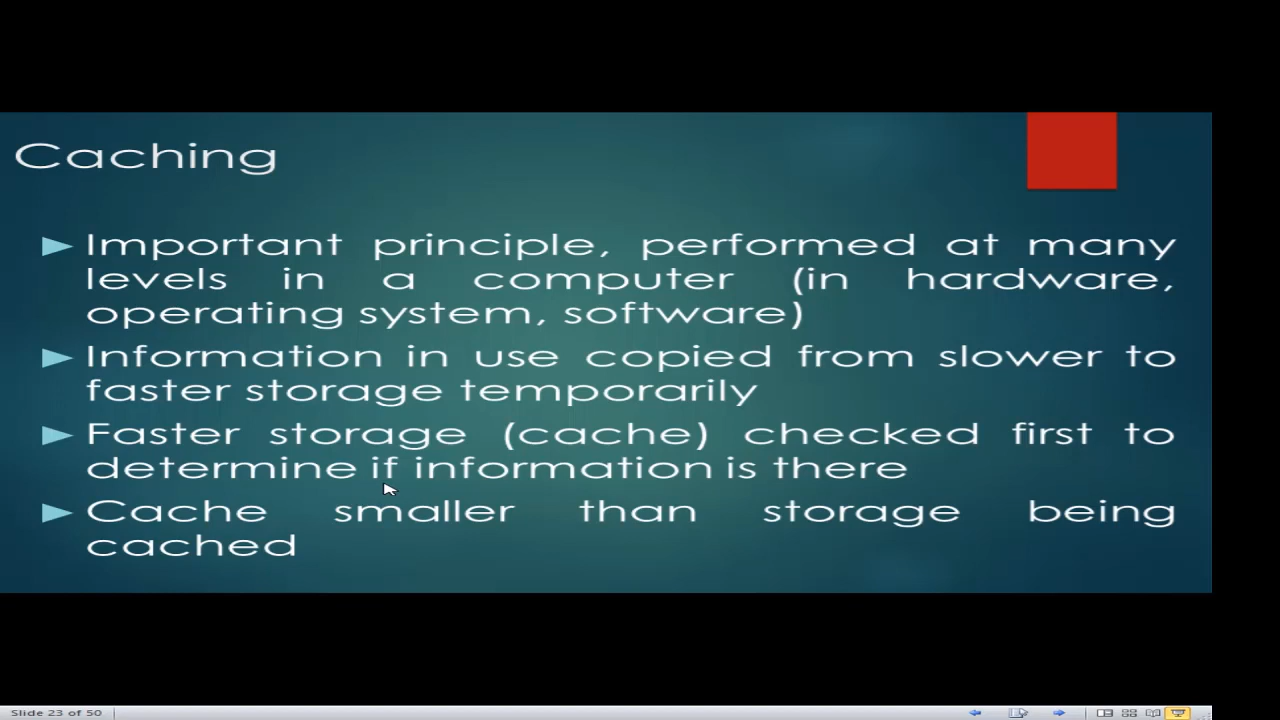 Caching
Important principle, performed at many
levels in a computer (in hardware,
operating system, software)
Information in use copied from slower to
faster storage temporarily
Faster storage (cache) checked first to
determine if information is there
Cache smaller than storage being
cached
Slide 23 of 50